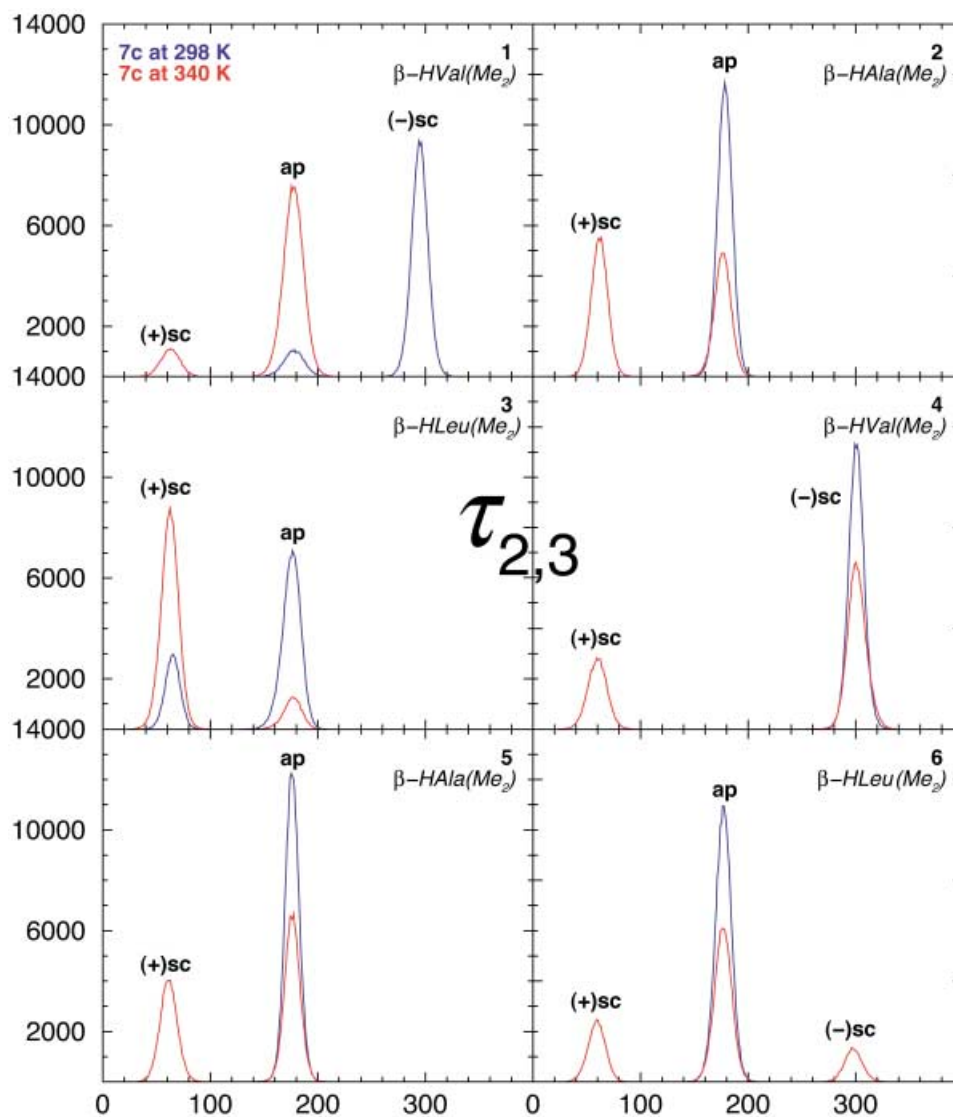 14000
10000
6000
2000
7c at 298 K
7c at 340 K
1
β-HVal(Me2)
(+)sc
ap
(-)sc
2
β-HAla(Me2)
(+)sc
ap
14000
10000
6000
2000
3
β-HLeu(Me2)
(+)sc
ap
τ2,3
4
β-HVal(Me2)
(+)sc
(-)sc
14000
10000
6000
2000
5
β-HAla(Me2)
(+)sc
ap
6
β-HLeu(Me2)
(+)sc
ap
(-)sc
0 100 200 300 0 100 200 300